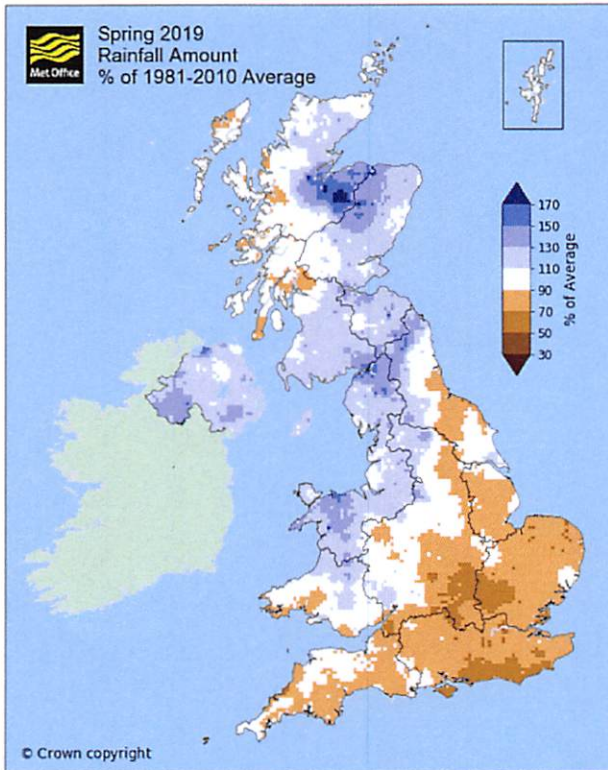 Met Office
Spring 2019
Rainfall Amount
% of 1981-2010 Average
170
150
130
110
90
70
50
30
% of Average
© Crown copyright